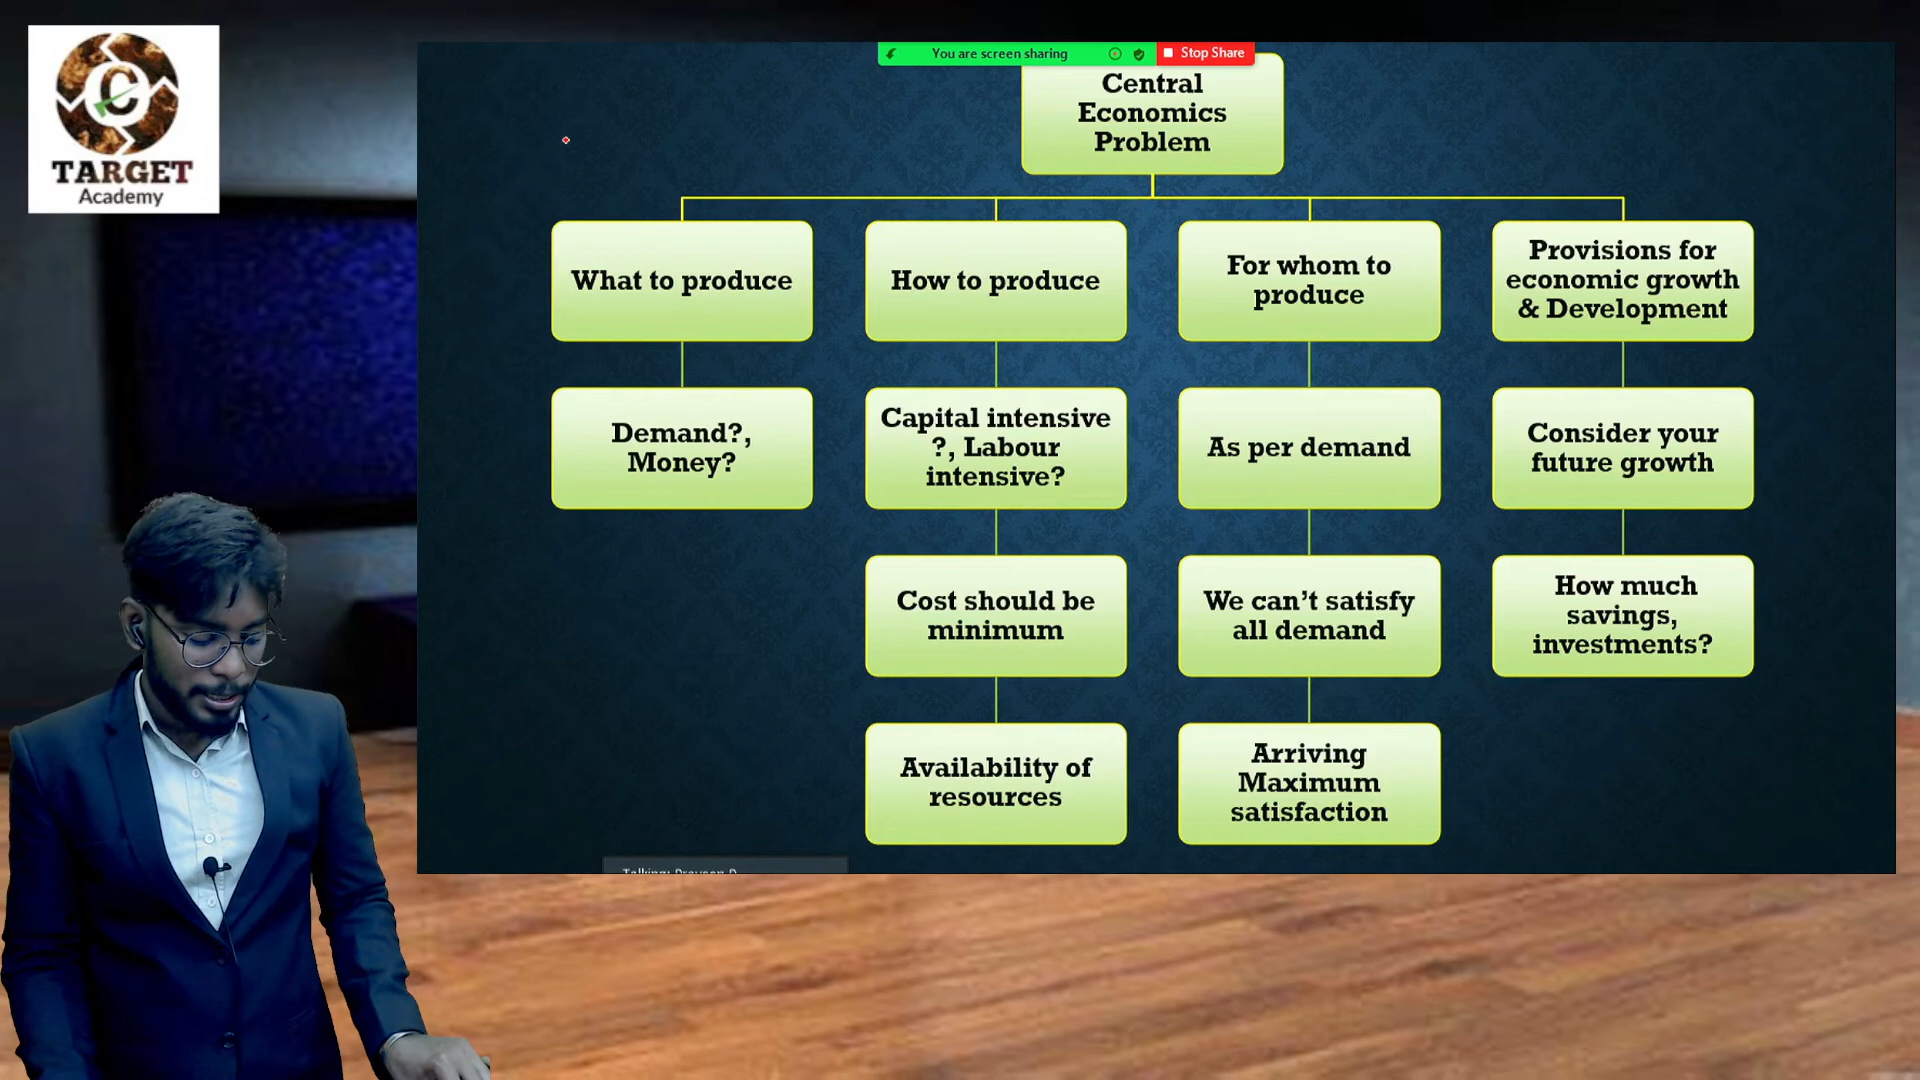 TARGET
Academy
You are screen sharing
Stop Share
Central
Economics
Problem
What to produce
How to produce
For whom to
produce
Provisions for
economic growth
& Development
Demand?,
Money?
Capital intensive
?, Labour
intensive?
As per demand
Consider your
future growth
Cost should be
minimum
We can’t satisfy
all demand
How much
savings,
investments?
Availability of
resources
Arriving
Maximum
satisfaction
Talking: